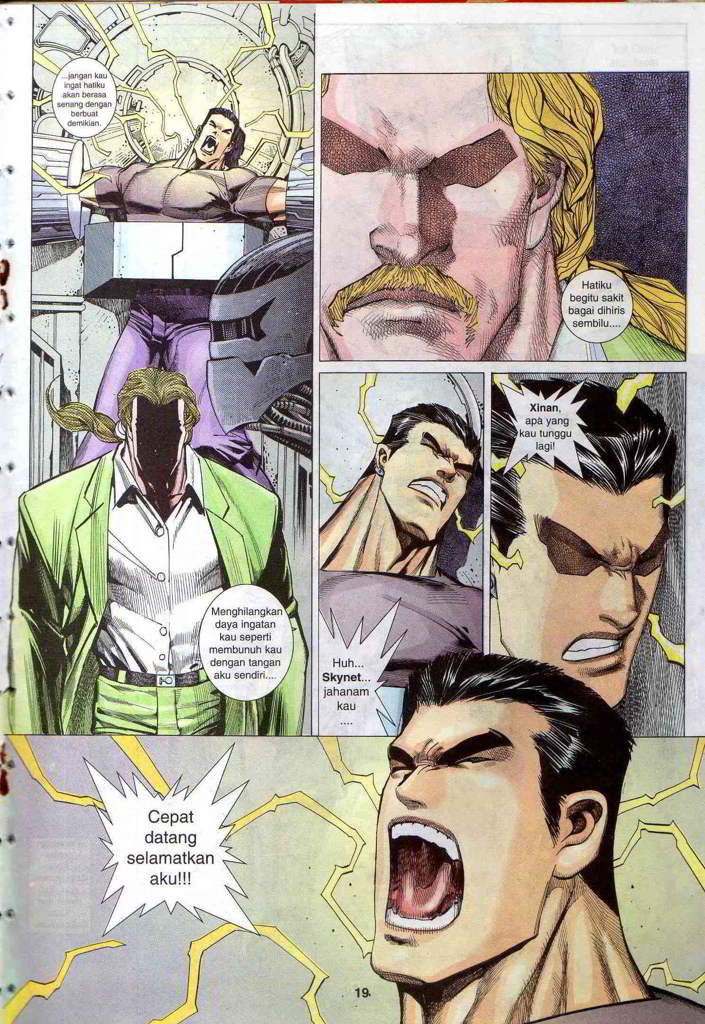 ...jangan kau
ingat hatiku
akan berasa
senang dengan
berbuat
demikian.
Menghilangkan
daya ingatan
kau seperti
membunuh kau
dengan tangan
aku sendiri....
Hatiku
begitu sakit
bagai dihiris
sembilu....
Huh...
Skynet...
jahanam
kau
....
Xinan,
apa yang
kau tunggu
lagi!
Cepat
datang
selamatkan
aku!!!
19